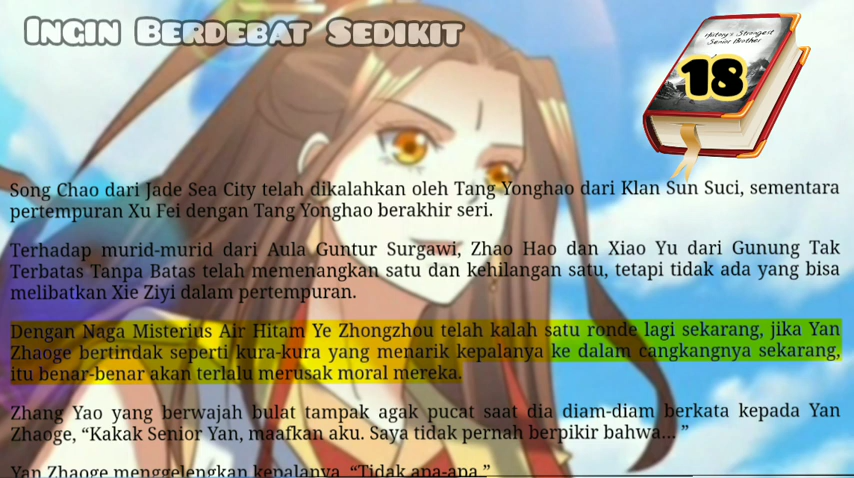 INGIN BERDEBAT SEDIKIT
History's Strongest
Senior Brother
18
Song Chao dari Jade Sea City telah dikalahkan oleh Tang Yonghao dari Klan Sun Suci, sementara
pertempuran Xu Fei dengan Tang Yonghao berakhir seri.
Terhadap murid-murid dari Aula Guntur Surgawi, Zhao Hao dan Xiao Yu dari Gunung Tak
Terbatas Tanpa Batas telah memenangkan satu dan kehilangan satu, tetapi tidak ada yang bisa
melibatkan Xie Ziyi dalam pertempuran.
Dengan Naga Misterius Air Hitam Ye Zhongzhou telah kalah satu ronde lagi sekarang, jika Yan
Zhaoge bertindak seperti kura-kura yang menarik kepalanya ke dalam cangkangnya sekarang,
itu benar-benar akan terlalu merusak moral mereka.
Zhang Yao yang berwajah bulat tampak agak pucat saat dia diam-diam berkata kepada Yan
Zhaoge, “Kakak Senior Yan, maafkan aku. Saya tidak pernah berpikir bahwa... ”
Yan Zhaoge menggelengkan kepalanya, “Tidak apa-apa.”